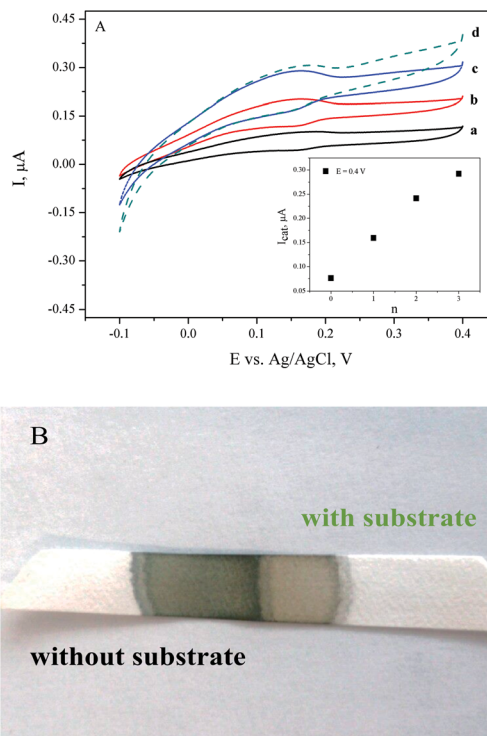 A
0.45
0.30
0.15
0.00
-0.15
-0.30
-0.45
I, µA
d
c
b
a
E = 0.4 V
0.30
0.25
0.20
0.15
0.10
0.05
I cat, µA
0 1 2 3
n
-0.1 0.0 0.1 0.2 0.3 0.4
E vs. Ag/AgCl, V
B
with substrate
without substrate